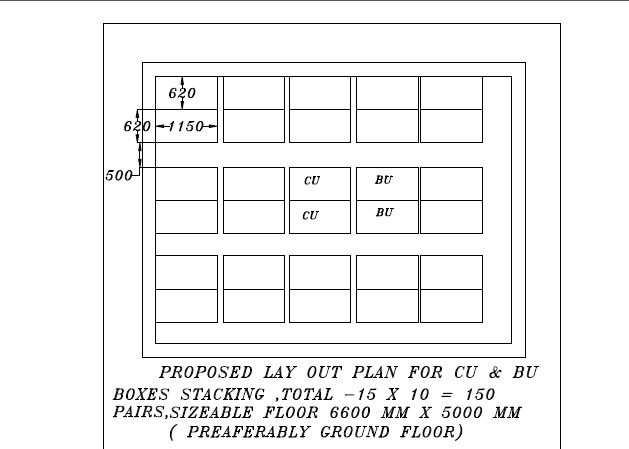 620
620
1150
500
CU BU
CU BU
PROPOSED LAY OUT PLAN FOR CU & BU
BOXES STACKING ,TOTAL -15 X 10 = 150
PAIRS,SIZEABLE FLOOR 6600 MM X 5000 MM
( PREAFERABLY GROUND FLOOR)